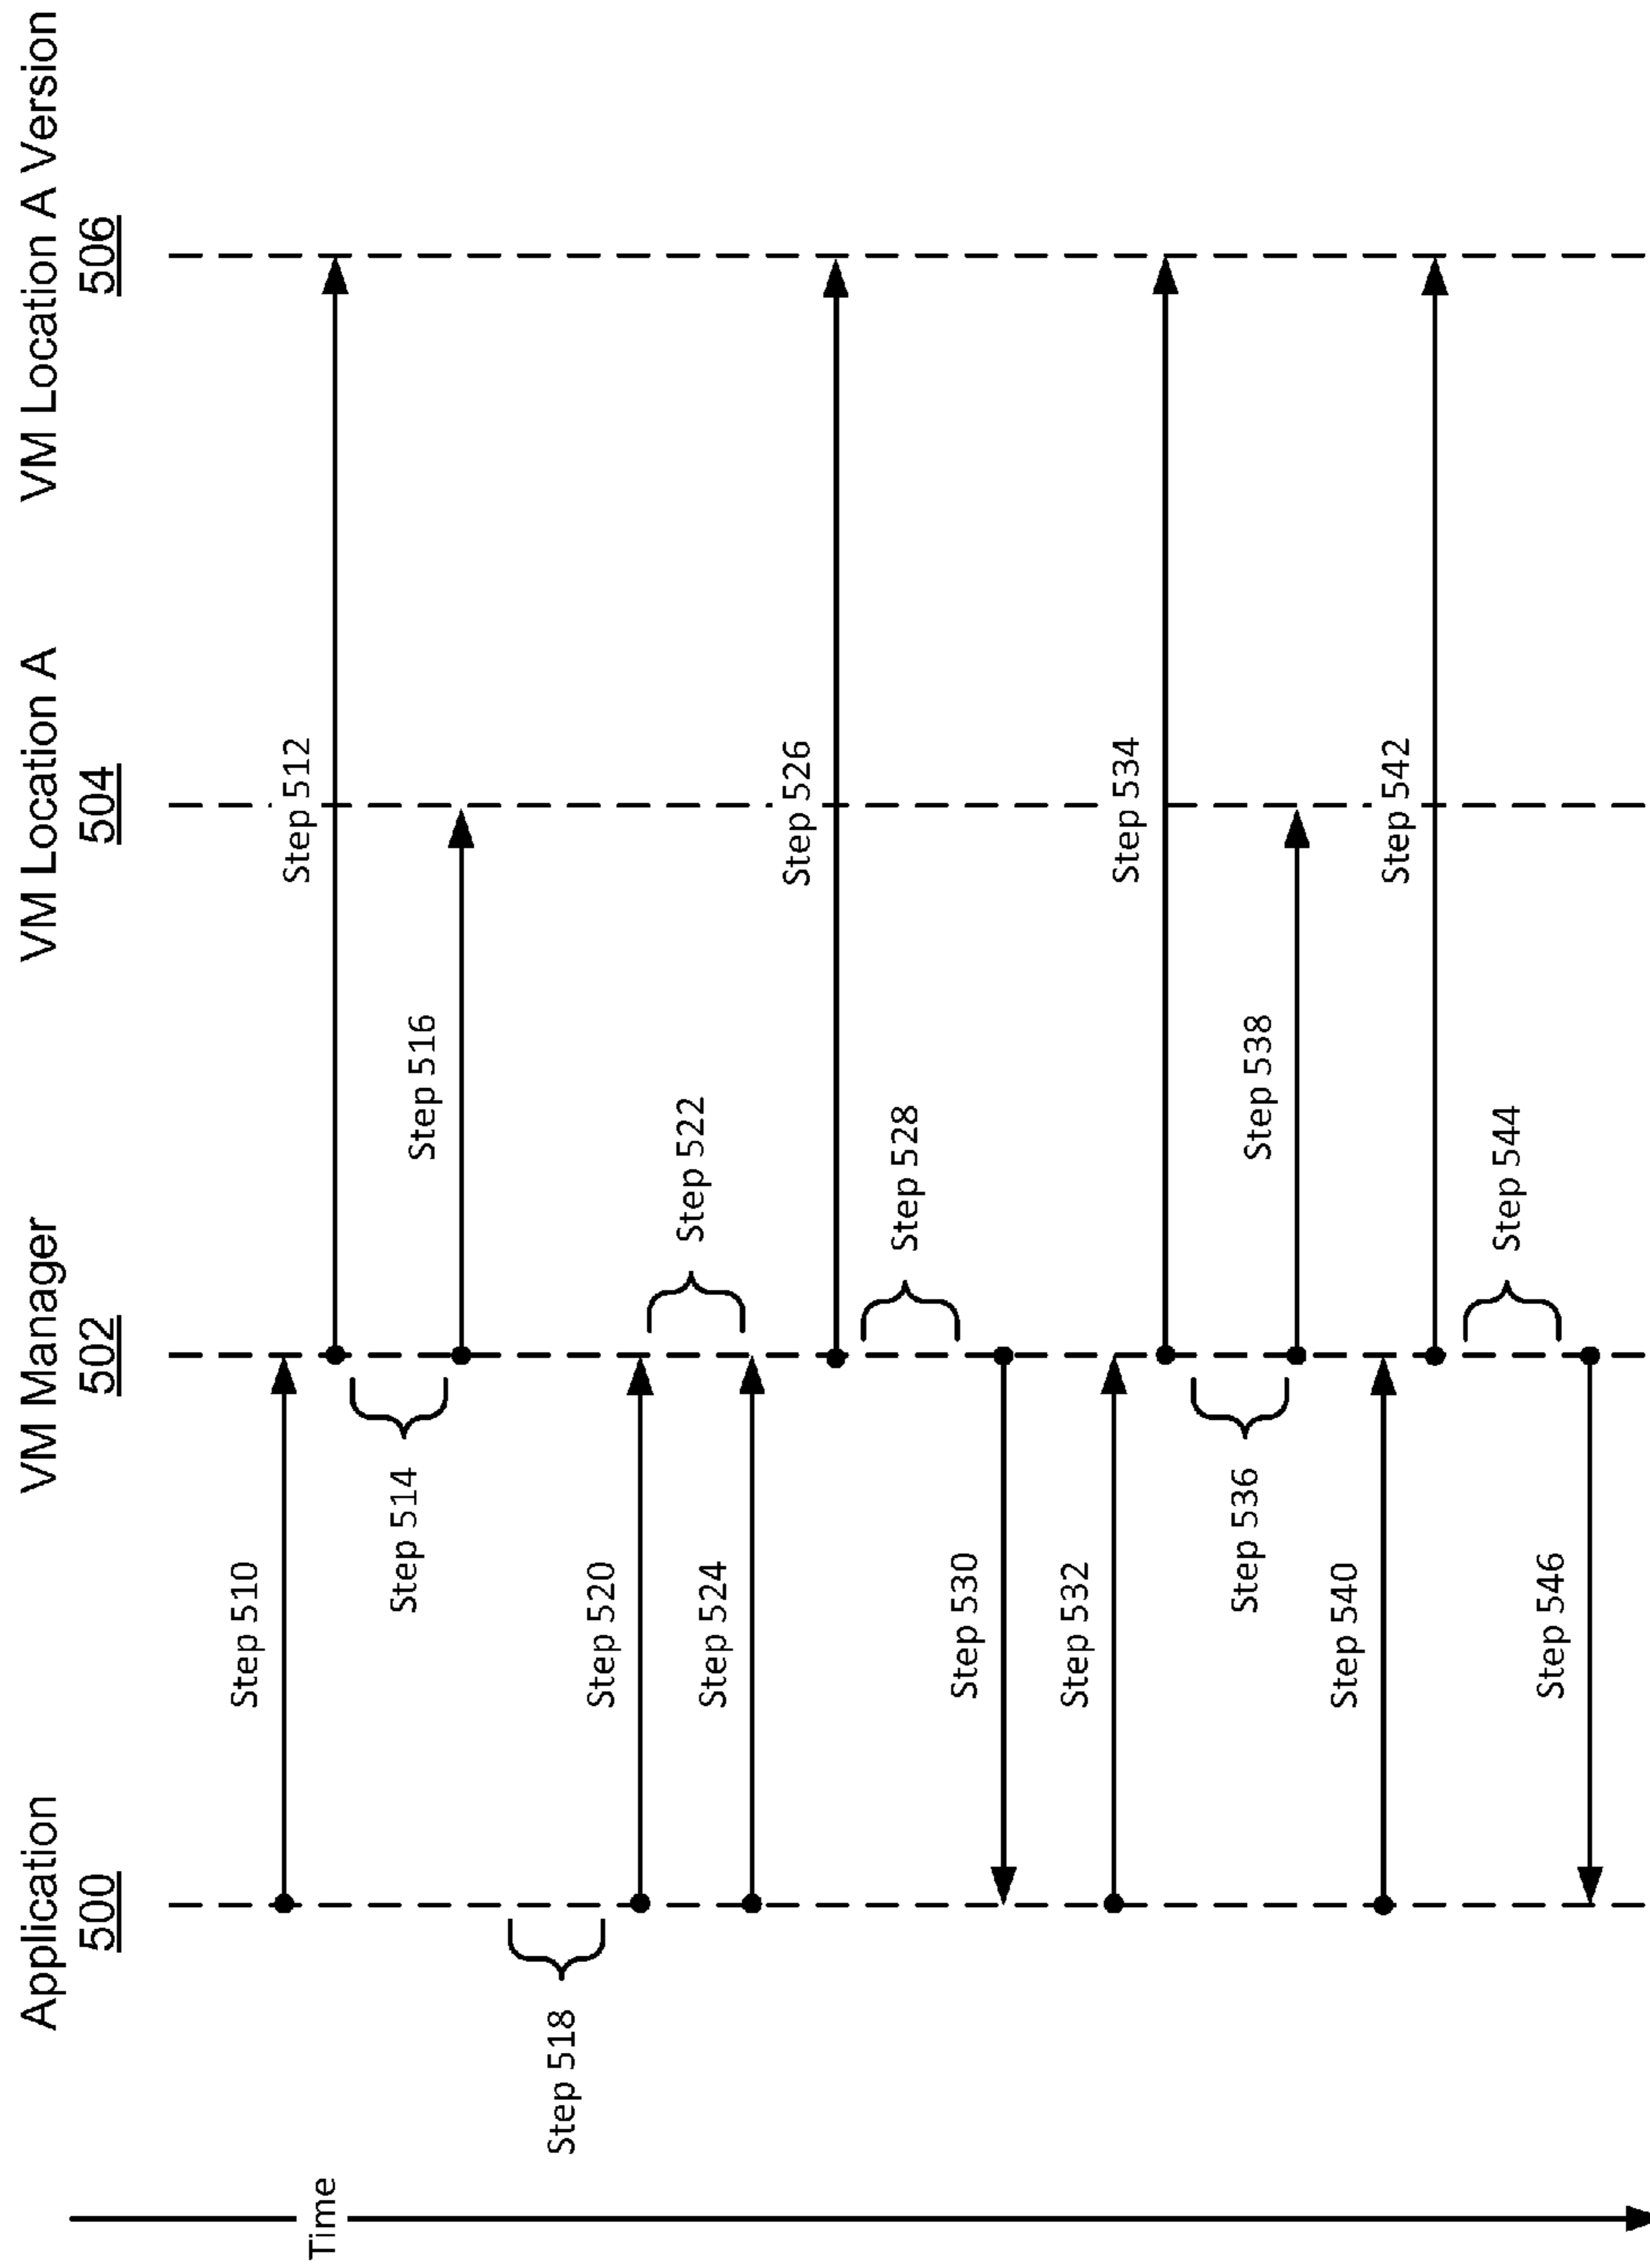 Application
500
VM Manager
502
VM Location A
504
VM Location A Version
506
Time
Step 510
Step 512
Step 514
Step 516
Step 518
Step 520
Step 522
Step 524
Step 526
Step 528
Step 530
Step 532
Step 534
Step 536
Step 538
Step 540
Step 542
Step 544
Step 546